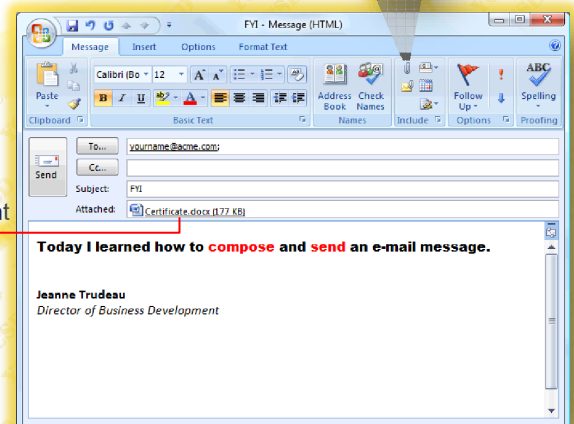 FYI - Message (HTML)
Message Insert Options Format Text
Calibri (Bo 12 A A
Paste B I U ab A Address Book Check Names Follow Up ABC Spelling
Clipboard Basic Text Names Include Options Proofing
To... yourname@acme.com;
Send Cc...
Subject: FYI
Attached: Certificate.docx (177 KB)
Today I learned how to compose and send an e-mail message.
Jeanne Trudeau
Director of Business Development